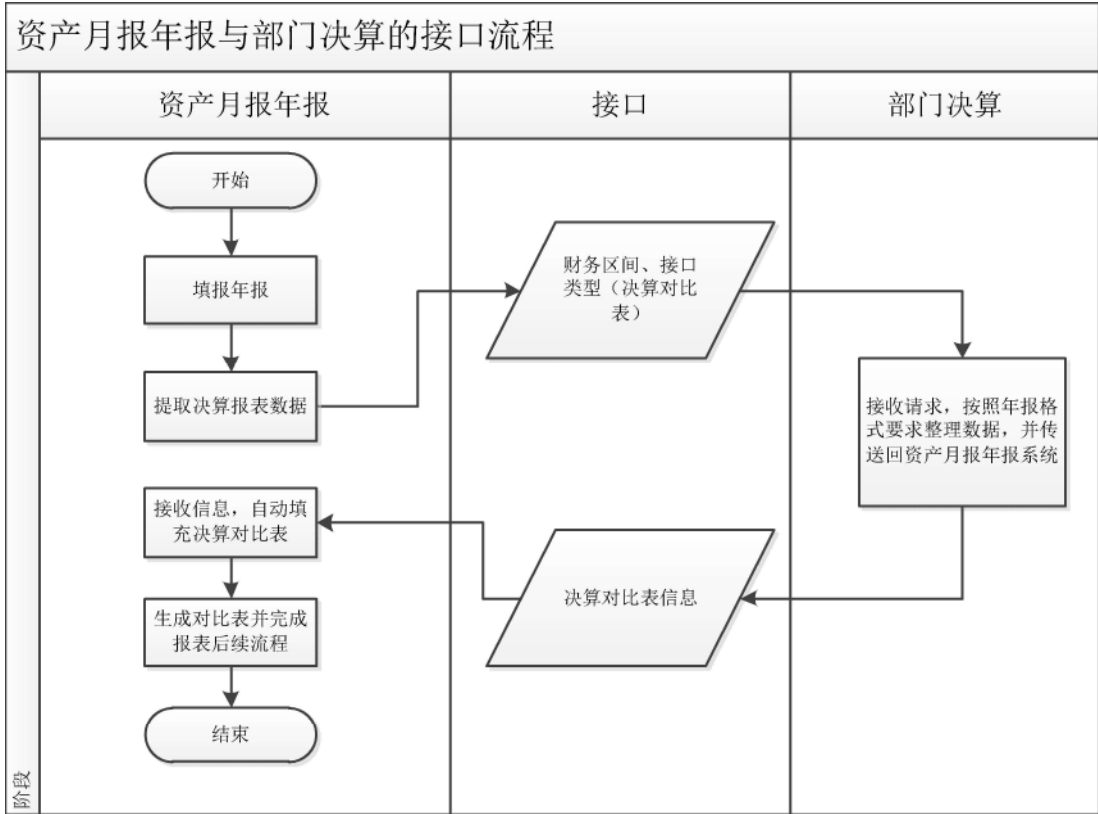 资产月报年报与部门决算的接口流程
资产月报年报
接口
部门决算
开始
填报年报
提取决算报表数据
财务区间、接口
类型（决算对比
表）
接收请求，按照年报格
式要求整理数据，并传
送回资产月报年报系统
决算对比表信息
接收信息，自动填
充决算对比表
生成对比表并完成
报表后续流程
结束
阶段